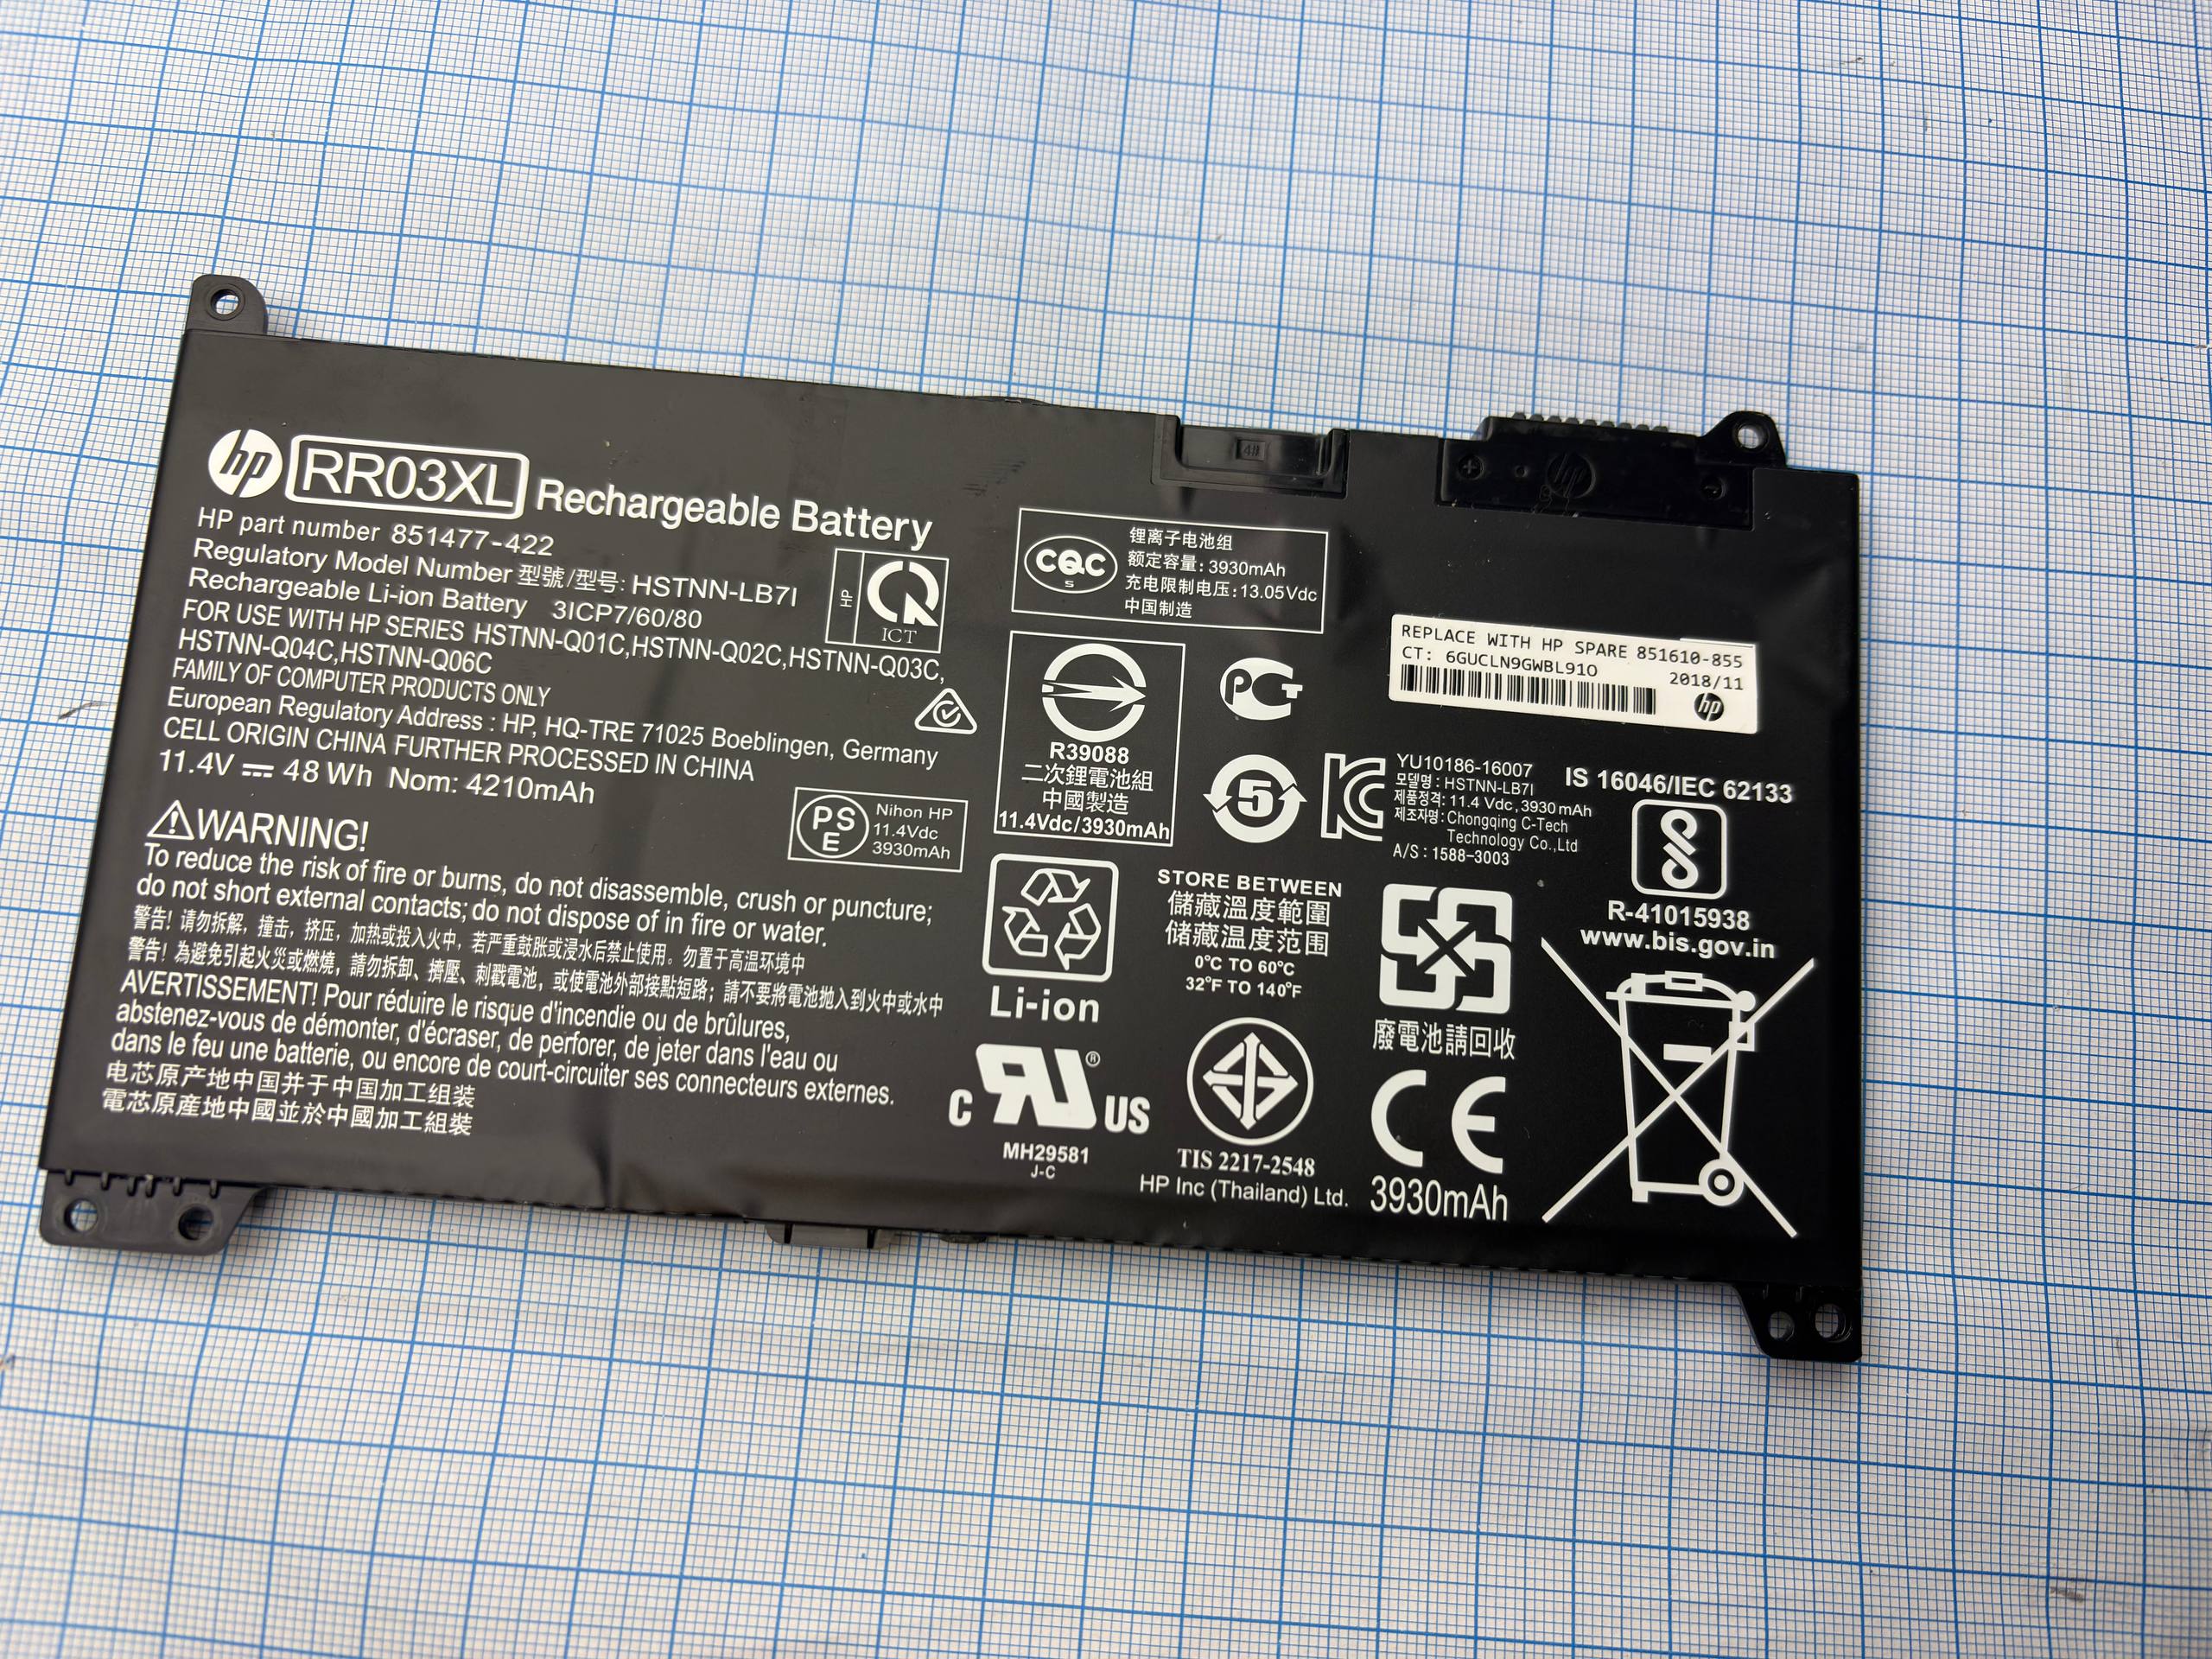 hp RR03XL Rechargeable Battery
HP part number 851477-422
Regulatory Model Number 型號/型号: HSTNN-LB7I
Rechargeable Li-ion Battery 3ICP7/60/80
FOR USE WITH HP SERIES HSTNN-Q01C,HSTNN-Q02C,HSTNN-Q03C,
HSTNN-Q04C,HSTNN-Q06C
FAMILY OF COMPUTER PRODUCTS ONLY
European Regulatory Address : HP, HQ-TRE 71025 Boeblingen, Germany
CELL ORIGIN CHINA FURTHER PROCESSED IN CHINA
11.4V ⎓ 48 Wh Nom: 4210mAh
HP
ICT
PS
E
Nihon HP
11.4Vdc
3930mAh
WARNING!
To reduce the risk of fire or burns, do not disassemble, crush or puncture;
do not short external contacts; do not dispose of in fire or water.
警告! 请勿拆解，撞击，挤压，加热或投入火中，若严重鼓胀或浸水后禁止使用。勿置于高温环境中
警告! 為避免引起火災或燃燒，請勿拆卸、擠壓、刺戳電池，或使電池外部接點短路；請不要將電池拋入到火中或水中
AVERTISSEMENT! Pour réduire le risque d'incendie ou de brûlures,
abstenez-vous de démonter, d'écraser, de perforer, de jeter dans l'eau ou
dans le feu une batterie, ou encore de court-circuiter ses connecteurs externes.
电芯原产地中国并于中国加工组装
電芯原產地中國並於中國加工組裝
4#
hp
CQC
S
锂离子电池组
额定容量: 3930mAh
充电限制电压: 13.05Vdc
中国制造
R39088
二次鋰電池組
中國製造
11.4Vdc/3930mAh
5
REPLACE WITH HP SPARE 851610-855
CT: 6GUCLN9GWBL91O
2018/11
hp
YU10186-16007
모델명 : HSTNN-LB7I
제품정격: 11.4 Vdc, 3930 mAh
제조자명 : Chongqing C-Tech
Technology Co.,Ltd
A/S : 1588-3003
IS 16046/IEC 62133
R-41015938
www.bis.gov.in
Li-ion
STORE BETWEEN
儲藏溫度範圍
储藏温度范围
0°C TO 60°C
32°F TO 140°F
廢電池請回收
C RU ® US
MH29581
J-C
TIS 2217-2548
HP Inc (Thailand) Ltd.
CE
3930mAh